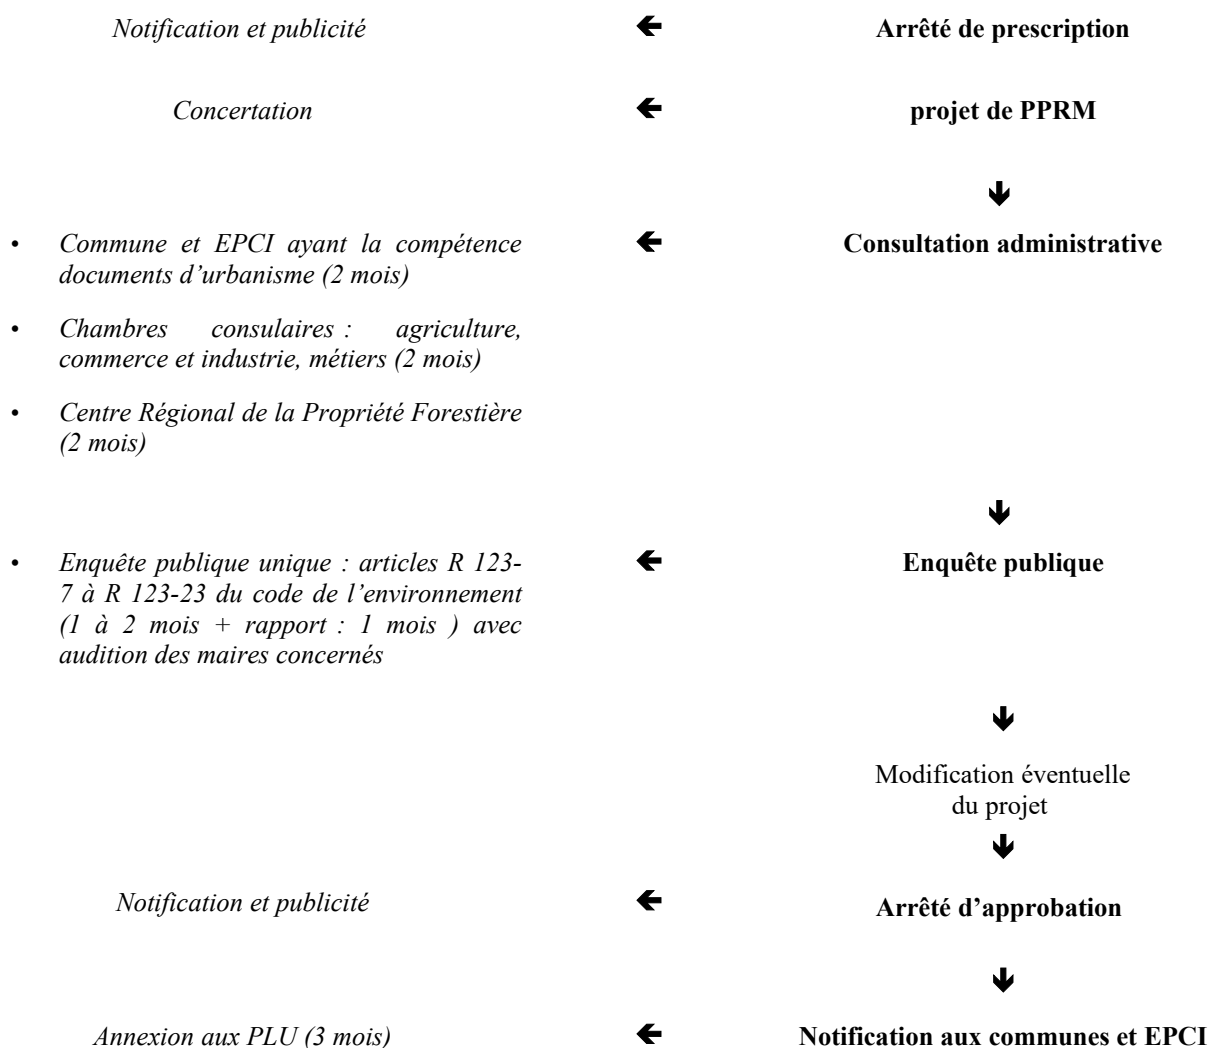 Notification et publicité 🡸 Arrêté de prescription
Concertation 🡸 projet de PPRM
🡻
• Commune et EPCI ayant la compétence 🡸 Consultation administrative
documents d’urbanisme (2 mois)
• Chambres consulaires : agriculture,
commerce et industrie, métiers (2 mois)
• Centre Régional de la Propriété Forestière
(2 mois)
🡻
• Enquête publique unique : articles R 123- 🡸 Enquête publique
7 à R 123-23 du code de l’environnement
(1 à 2 mois + rapport : 1 mois ) avec
audition des maires concernés
🡻
Modification éventuelle
du projet
🡻
Notification et publicité 🡸 Arrêté d’approbation
🡻
Annexion aux PLU (3 mois) 🡸 Notification aux communes et EPCI